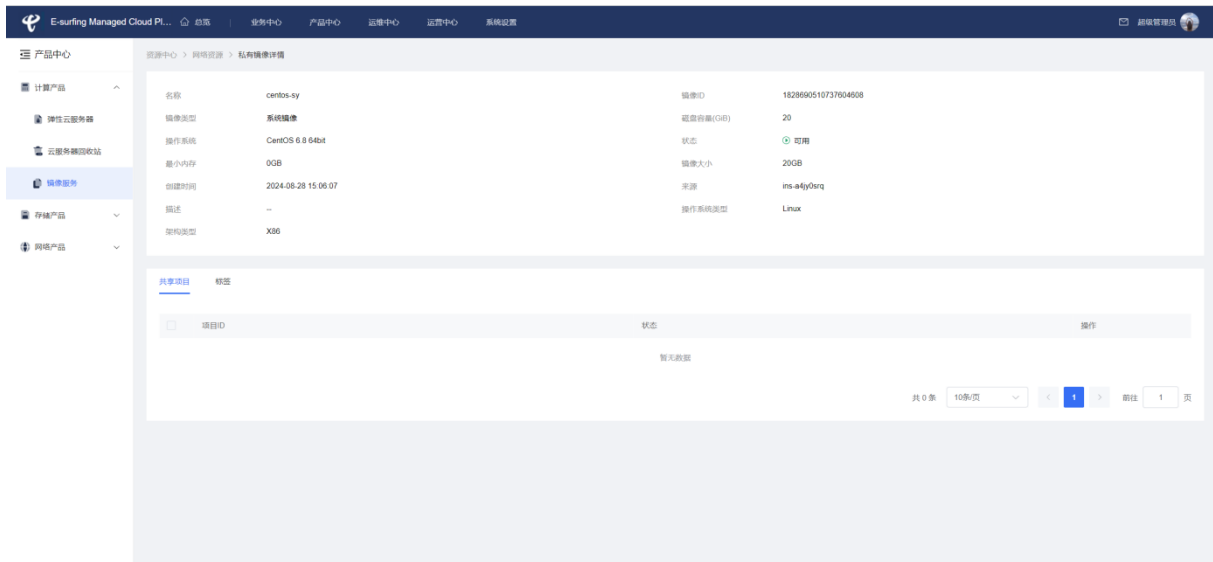 E-surfing Managed Cloud Pl... 总览 | 业务中心 产品中心 运维中心 运营中心 系统设置 超级管理员
产品中心
资源中心 > 网络资源 > 私有镜像详情
计算产品
弹性云服务器
云服务器回收站
镜像服务
存储产品
网络产品
名称 centos-sy 镜像ID 1828690510737604608
镜像类型 系统镜像 磁盘容量(GiB) 20
操作系统 CentOS 6.8 64bit 状态 可用
最小内存 0GB 镜像大小 20GB
创建时间 2024-08-28 15:06:07 来源 ins-a4jy0srq
描述 -- 操作系统类型 Linux
架构类型 X86
共享项目 标签
项目ID 状态 操作
暂无数据
共 0 条 10条/页 < 1 > 前往 1 页